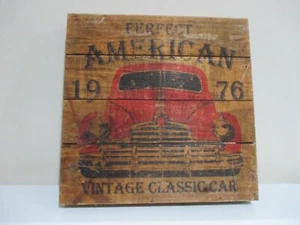 PERFECT
AMERICAN
19 76
VINTAGE CLASSIC.CAR